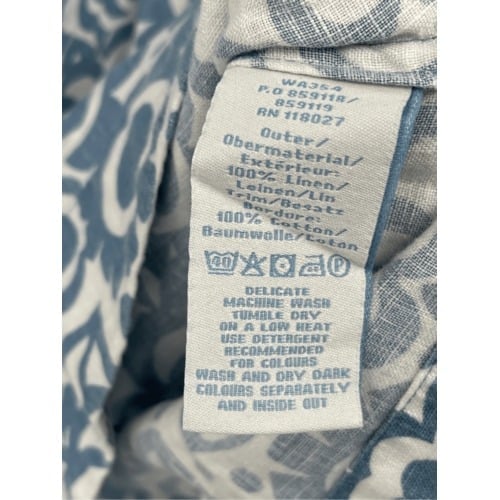 WA354
P.O 859118/
859119
RN 118027
Outer/
Obermaterial/
Extérieur:
100% Linen/
Leinen/Lin
Trim/Besatz
Bordure:
100% Cotton/
Baumwolle/Coton
40 P
DELICATE
MACHINE WASH
TUMBLE DRY
ON A LOW HEAT
USE DETERGENT
RECOMMENDED
FOR COLOURS
WASH AND DRY DARK
COLOURS SEPARATELY
AND INSIDE OUT